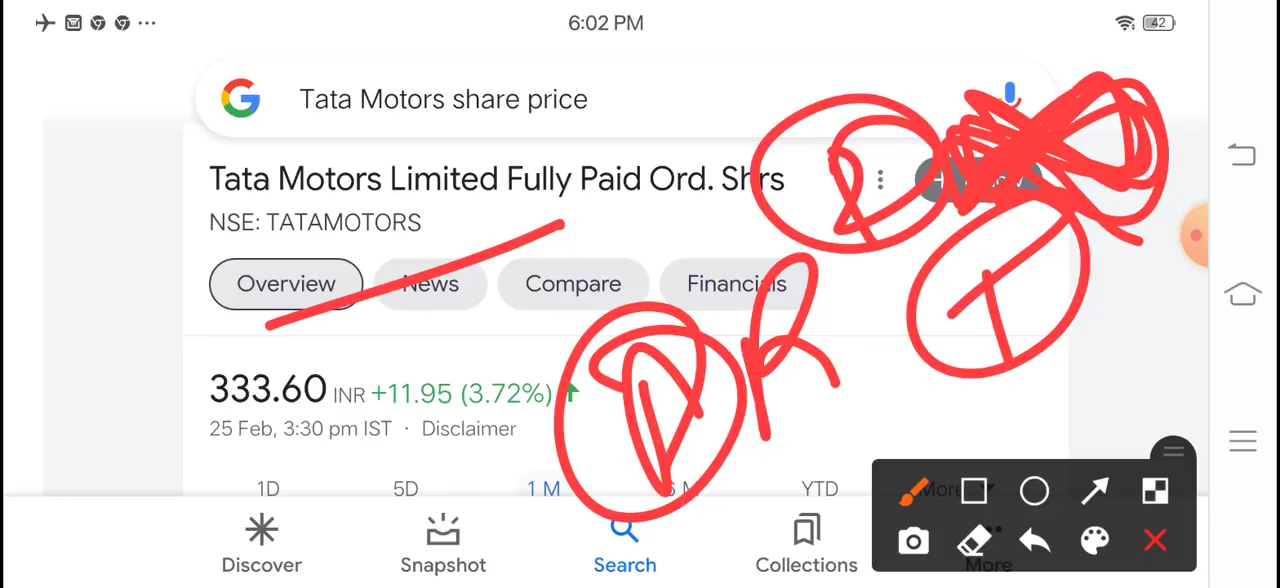 6:02 PM
42
Tata Motors share price
Tata Motors Limited Fully Paid Ord. Shrs
NSE: TATAMOTORS
Overview News Compare Financials
333.60 INR +11.95 (3.72%)
25 Feb, 3:30 pm IST · Disclaimer
1D 5D 1 M YTD
Discover Snapshot Search Collections More
D
R
T